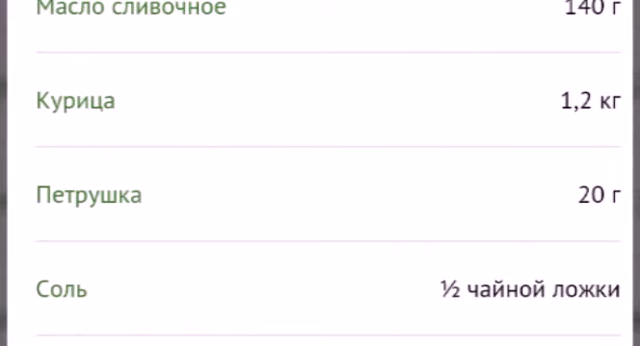 Масло сливочное 140 г
Курица 1,2 кг
Петрушка 20 г
Соль ½ чайной ложки